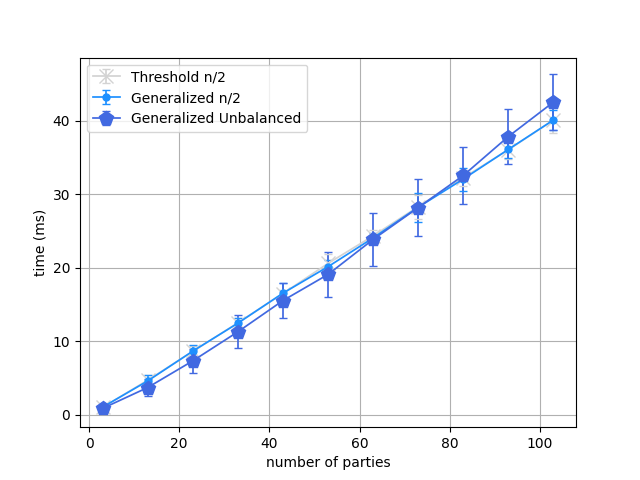 Threshold n/2
Generalized n/2
Generalized Unbalanced
40
30
20
10
0
time (ms)
0 20 40 60 80 100
number of parties